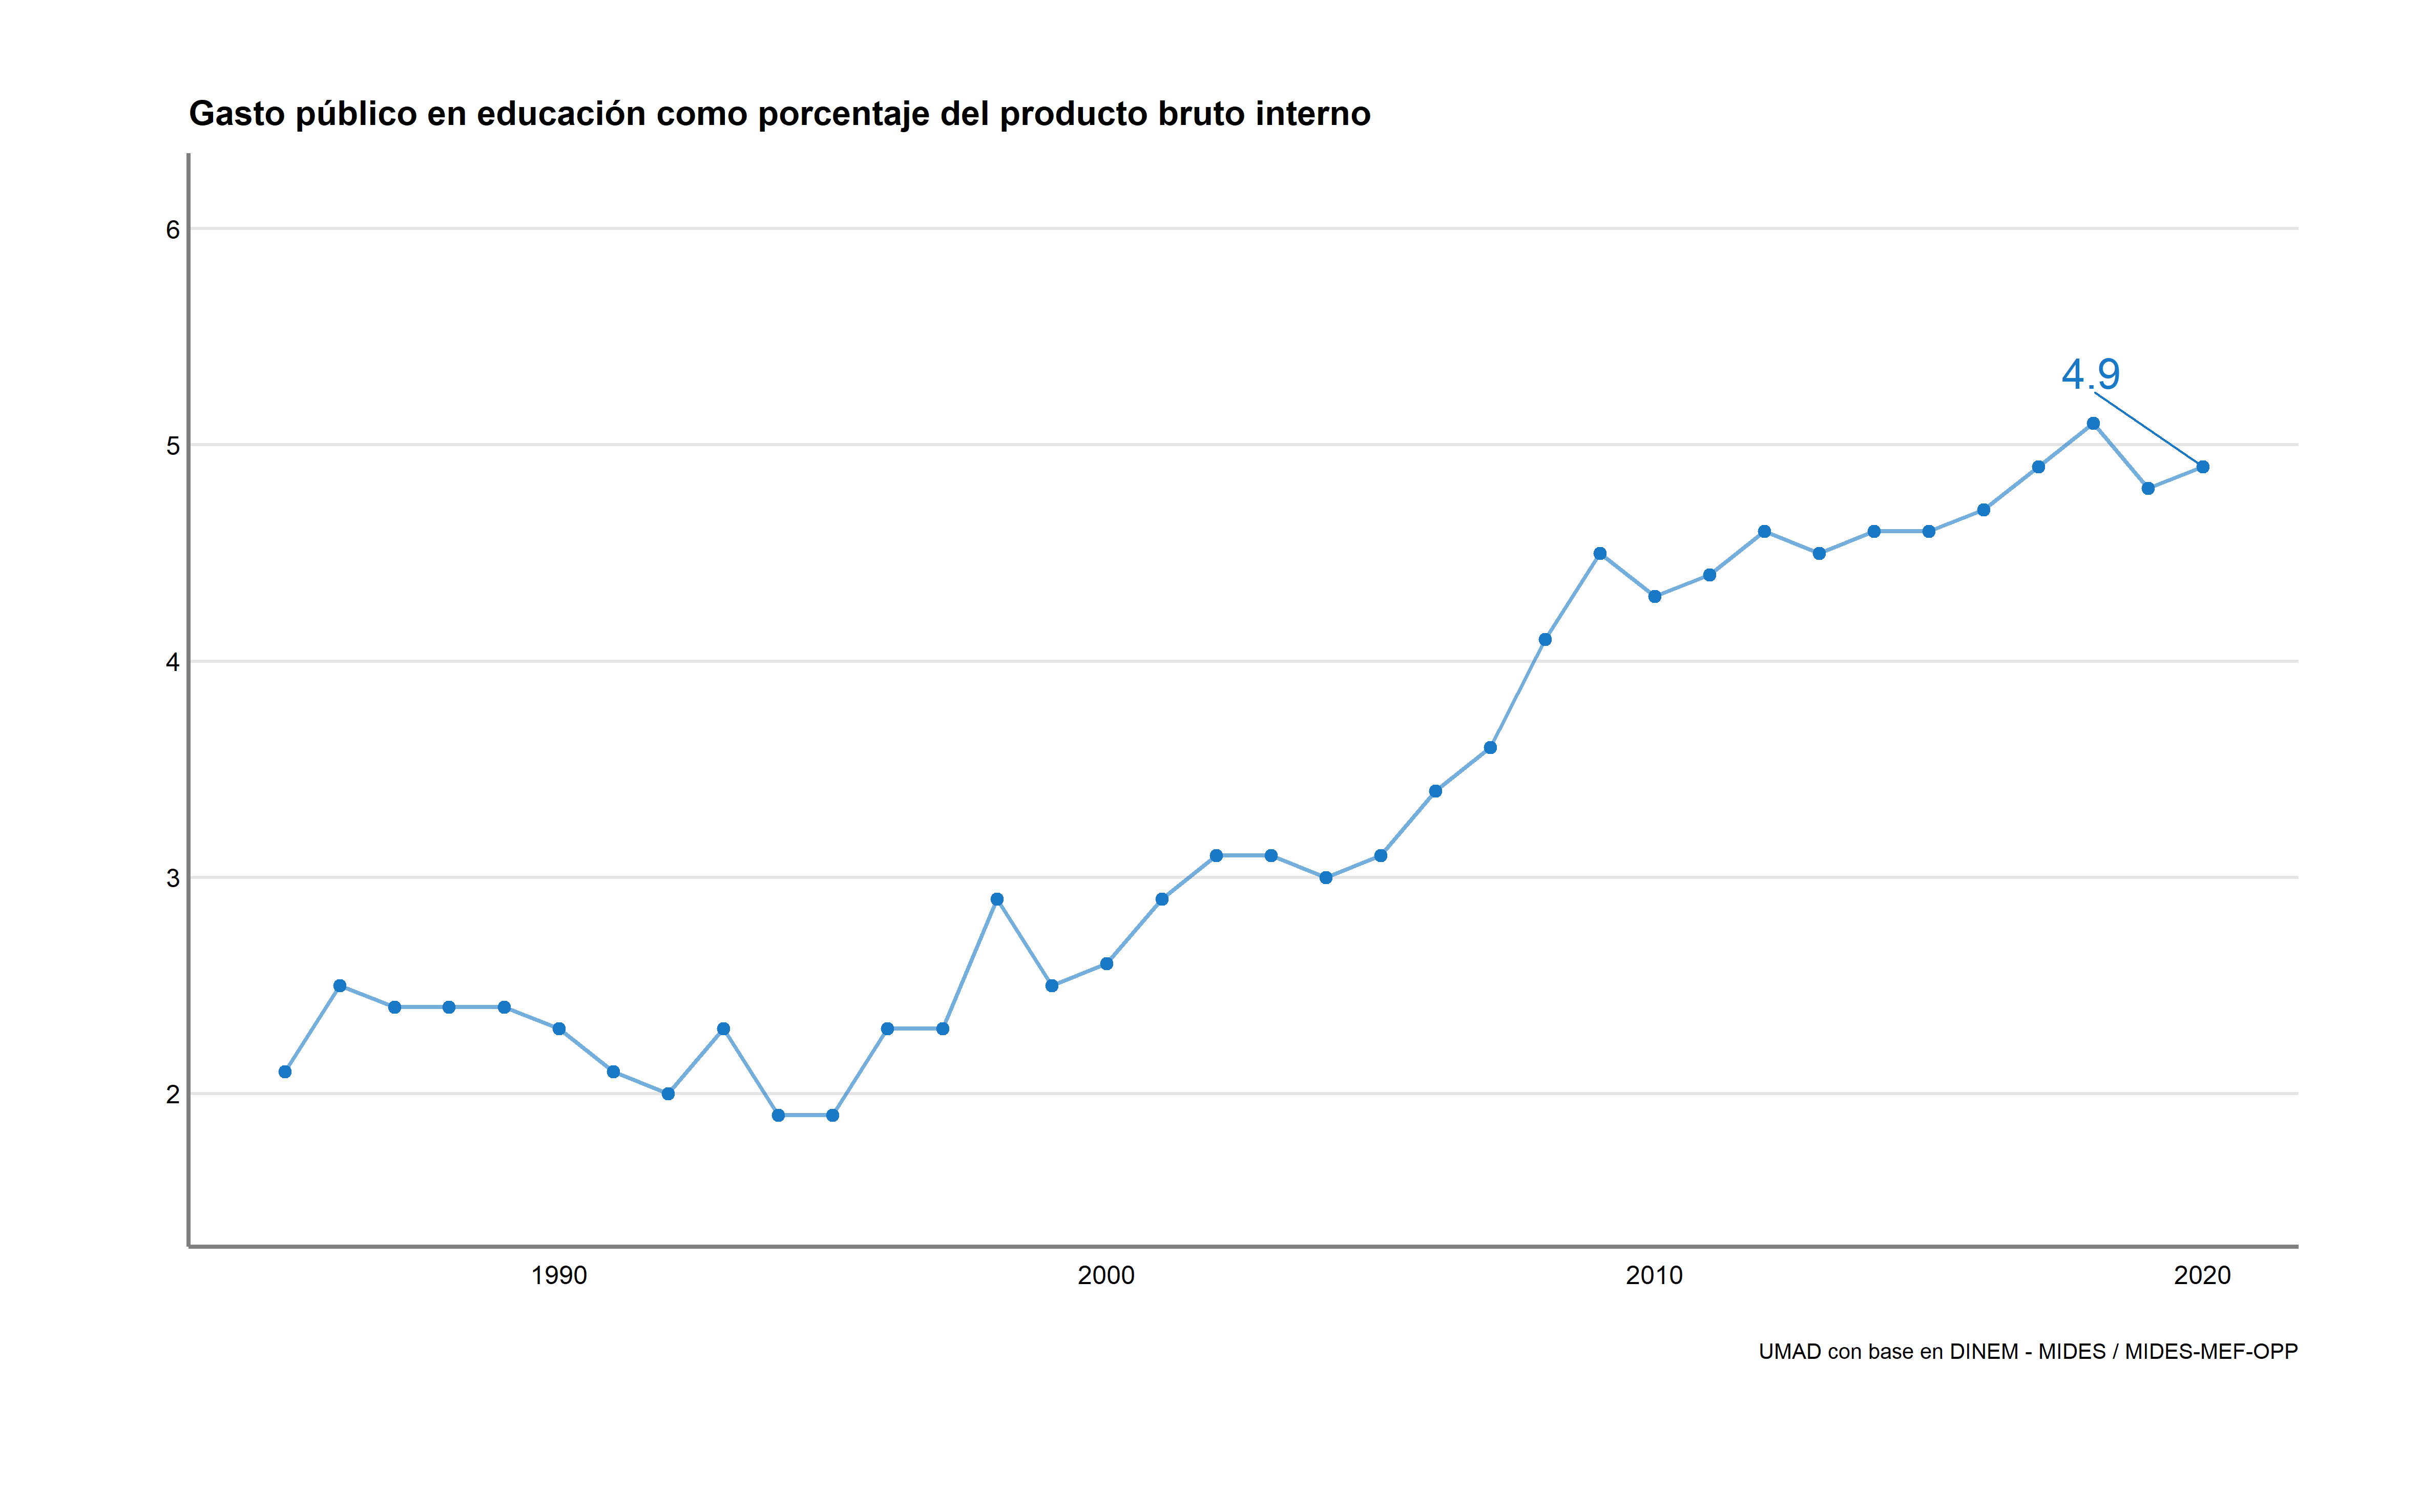 Gasto público en educación como porcentaje del producto bruto interno
6
4.9
5
4
3
2
1990 2000 2010 2020
UMAD con base en DINEM - MIDES / MIDES-MEF-OPP